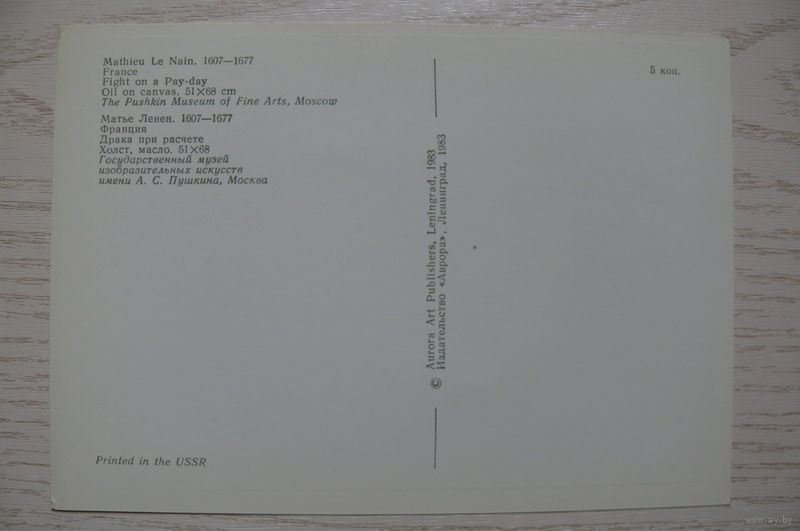 Mathieu Le Nain. 1607—1677
France
Fight on a Pay-day
Oil on canvas. 51×68 cm
The Pushkin Museum of Fine Arts, Moscow
Матье Ленен. 1607—1677
Франция
Драка при расчете
Холст, масло. 51×68
Государственный музей
изобразительных искусств
имени А. С. Пушкина, Москва
Printed in the USSR
© Aurora Art Publishers, Leningrad, 1983
Издательство «Аврора», Ленинград, 1983
5 коп.
www.ay.by